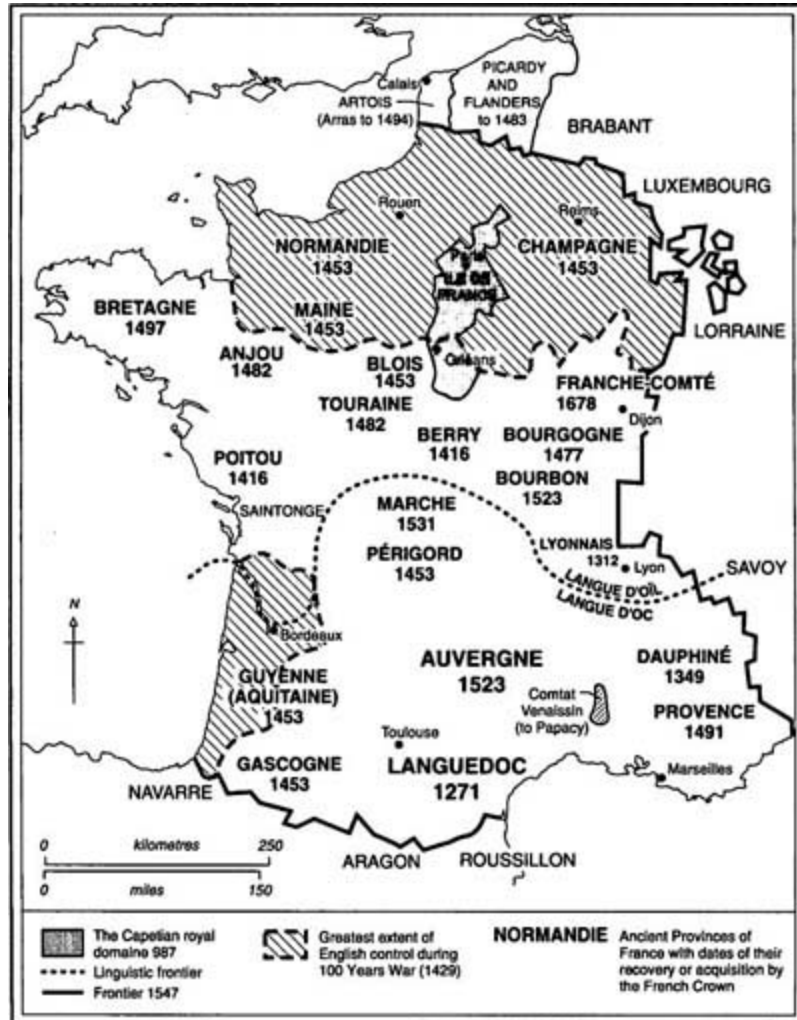 Calais
PICARDY
AND
FLANDERS
to 1483
ARTOIS
(Arras to 1494)
BRABANT
LUXEMBOURG
Rouen
Reims
NORMANDIE
1453
CHAMPAGNE
1453
Paris
ILE DE
FRANCE
BRETAGNE
1497
MAINE
1453
LORRAINE
ANJOU
1482
BLOIS
1453
Orléans
FRANCHE-COMTÉ
1678
TOURAINE
1482
Dijon
BERRY
1416
BOURGOGNE
1477
POITOU
1416
BOURBON
1523
SAINTONGE
MARCHE
1531
LYONNAIS
1312
Lyon
PÉRIGORD
1453
LANGUE D'OÏL
LANGUE D'OC
SAVOY
N
Bordeaux
AUVERGNE
1523
DAUPHINÉ
1349
GUYENNE
(AQUITAINE)
1453
Comtat
Venaissin
(to Papacy)
PROVENCE
1491
Toulouse
GASCOGNE
1453
LANGUEDOC
1271
Marseilles
NAVARRE
0 kilometres 250
0 miles 150
ARAGON
ROUSSILLON
The Capetian royal
domaine 987
Linguistic frontier
Frontier 1547
Greatest extent of
English control during
100 Years War (1429)
NORMANDIE
Ancient Provinces of
France with dates of their
recovery or acquisition by
the French Crown